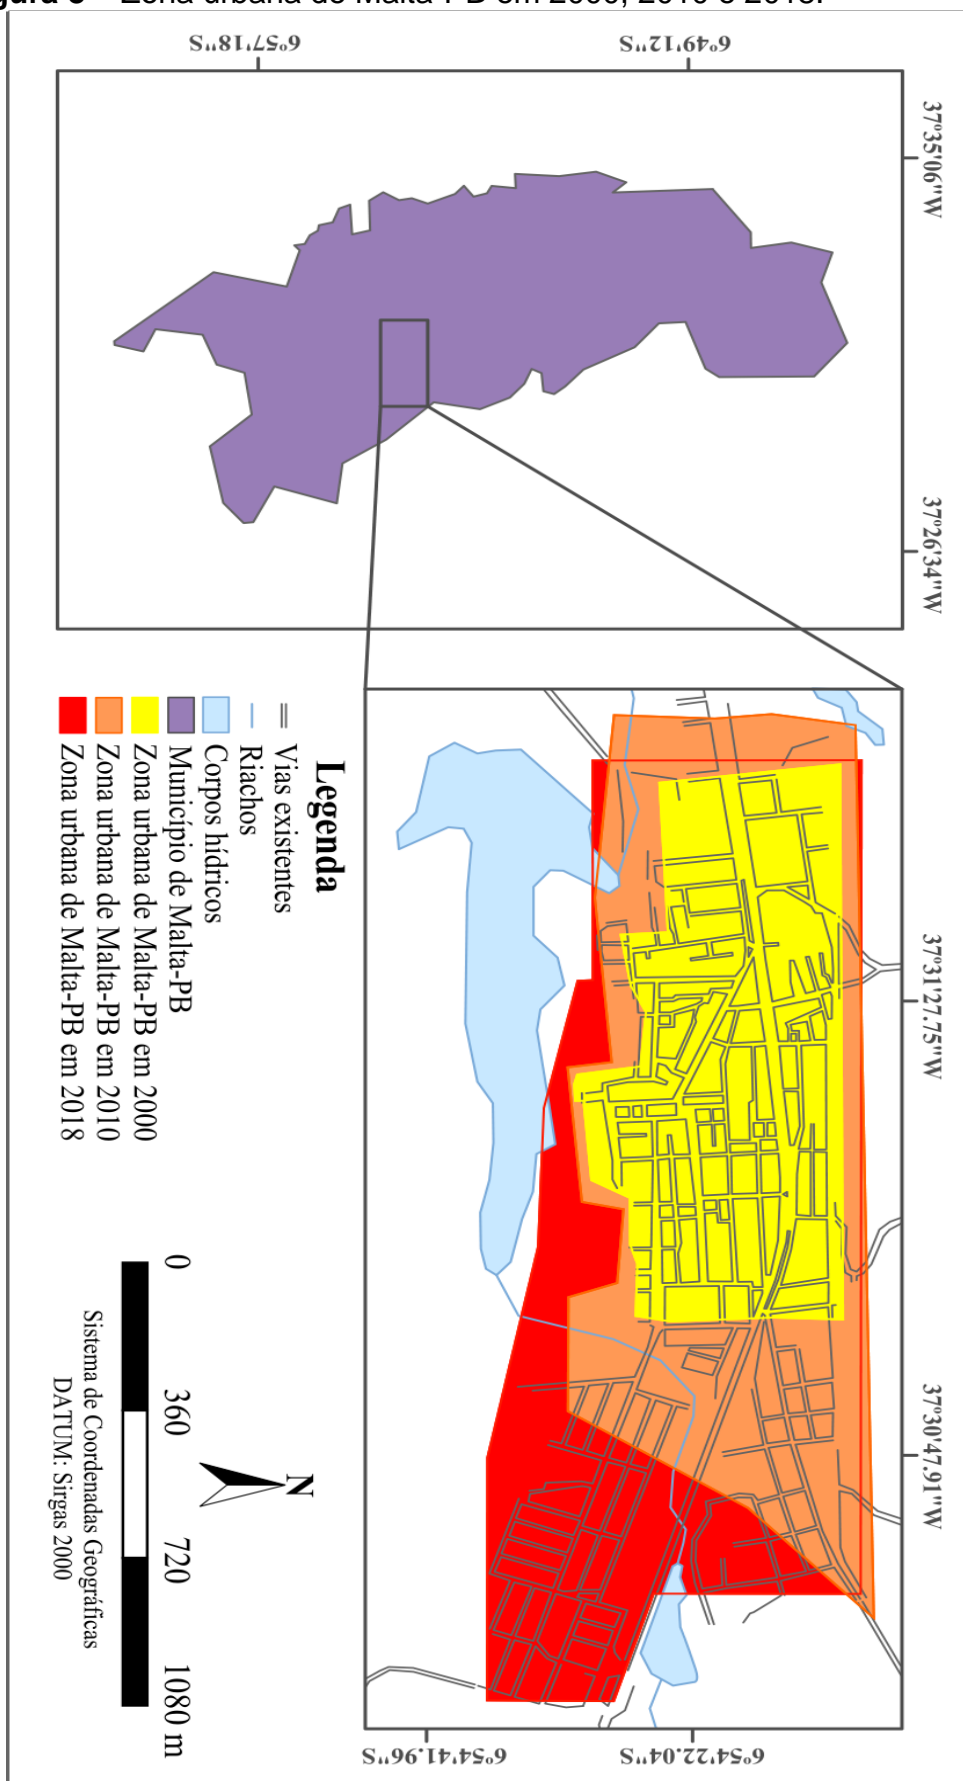 Zona urbana de Malta-PB em 2000, 2010 e 2018.
6°57'18"S
6°49'12"S
37°35'06"W
37°26'34"W
37°31'27.75"W
37°30'47.91"W
6°54'41.96"S
6°54'22.04"S
Legenda
Vias existentes
Riachos
Corpos hídricos
Município de Malta-PB
Zona urbana de Malta-PB em 2000
Zona urbana de Malta-PB em 2010
Zona urbana de Malta-PB em 2018
N
0 360 720 1080 m
Sistema de Coordenadas Geográficas
DATUM: Sirgas 2000